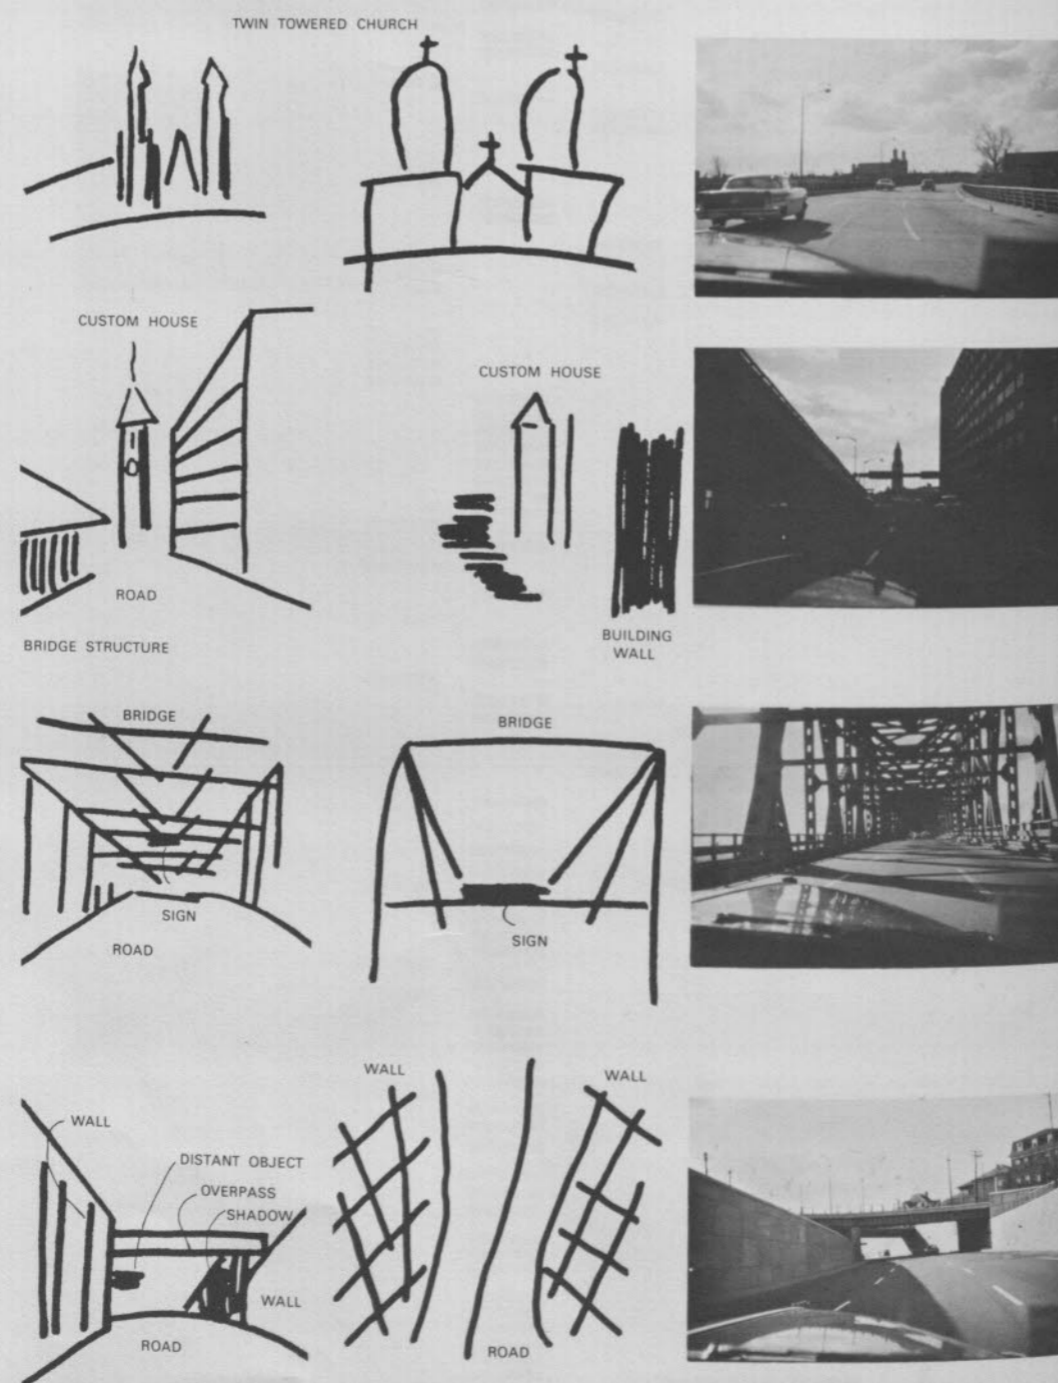 TWIN TOWERED CHURCH
CUSTOM HOUSE
CUSTOM HOUSE
ROAD
BUILDING
WALL
BRIDGE STRUCTURE
BRIDGE
BRIDGE
SIGN
SIGN
ROAD
WALL
WALL
WALL
DISTANT OBJECT
OVERPASS
SHADOW
WALL
ROAD
ROAD